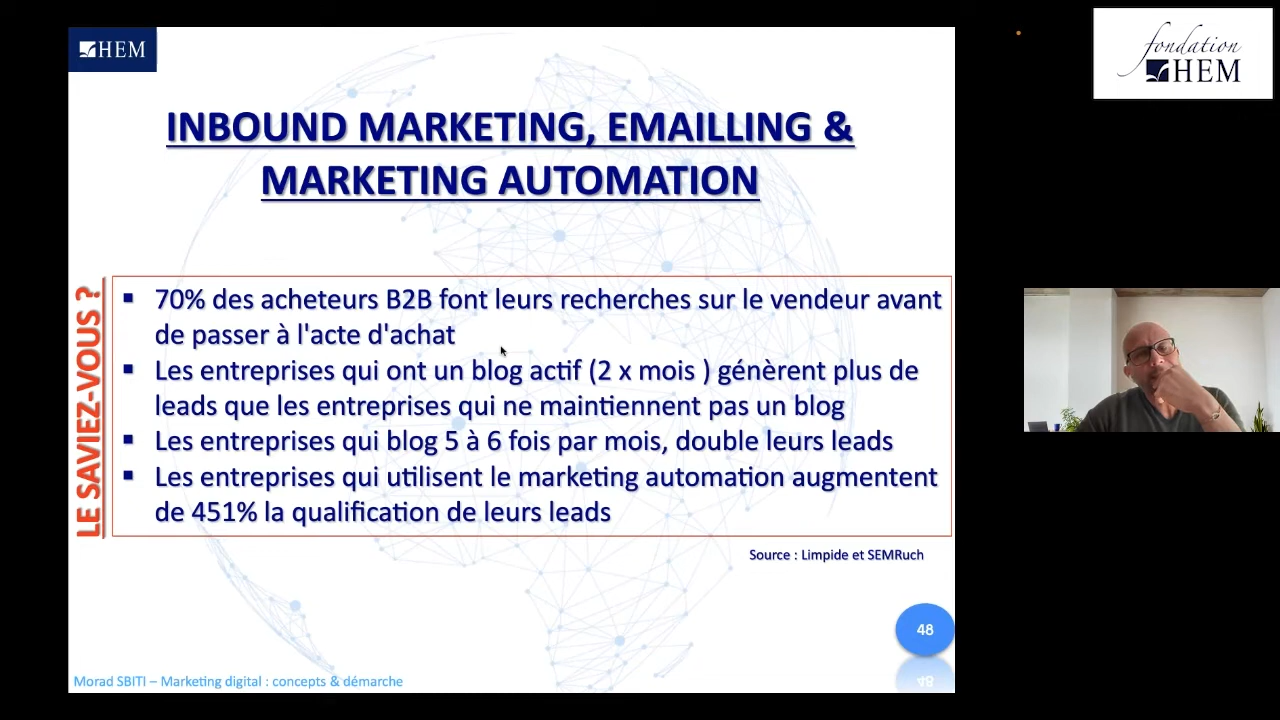 HEM
fondation
HEM
INBOUND MARKETING, EMAILLING &
MARKETING AUTOMATION
LE SAVIEZ-VOUS ?
▪ 70% des acheteurs B2B font leurs recherches sur le vendeur avant
de passer à l'acte d'achat
▪ Les entreprises qui ont un blog actif (2 x mois ) génèrent plus de
leads que les entreprises qui ne maintiennent pas un blog
▪ Les entreprises qui blog 5 à 6 fois par mois, double leurs leads
▪ Les entreprises qui utilisent le marketing automation augmentent
de 451% la qualification de leurs leads
Source : Limpide et SEMRuch
48
Morad SBITI – Marketing digital : concepts & démarche